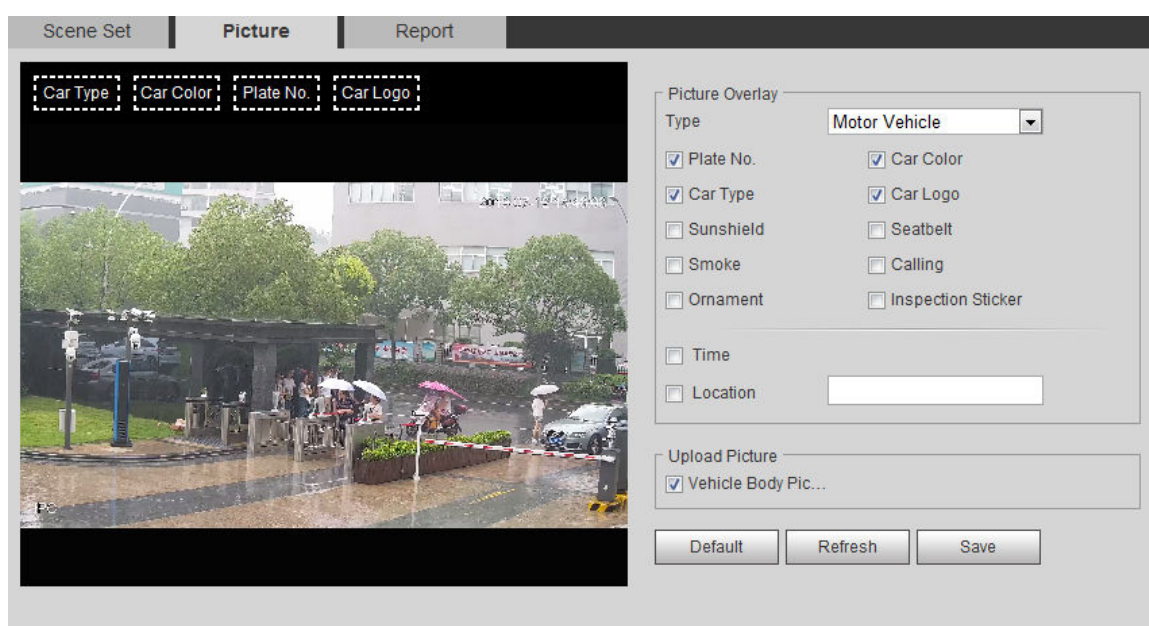 Scene Set Picture Report
Car Type Car Color Plate No. Car Logo
Picture Overlay
Type Motor Vehicle
Plate No. Car Color
Car Type Car Logo
Sunshield Seatbelt
Smoke Calling
Ornament Inspection Sticker
Time
Location
Upload Picture
Vehicle Body Pic...
Default Refresh Save